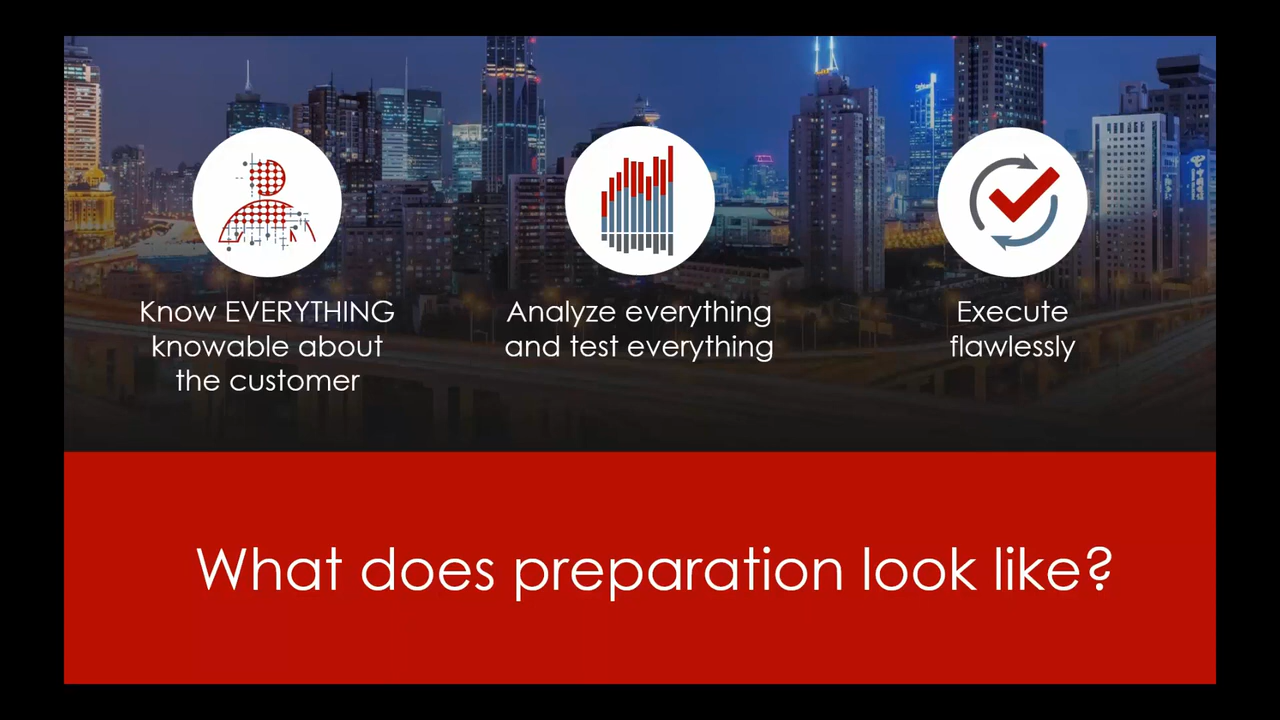 Know EVERYTHING
knowable about
the customer
Analyze everything
and test everything
Execute
flawlessly
What does preparation look like?